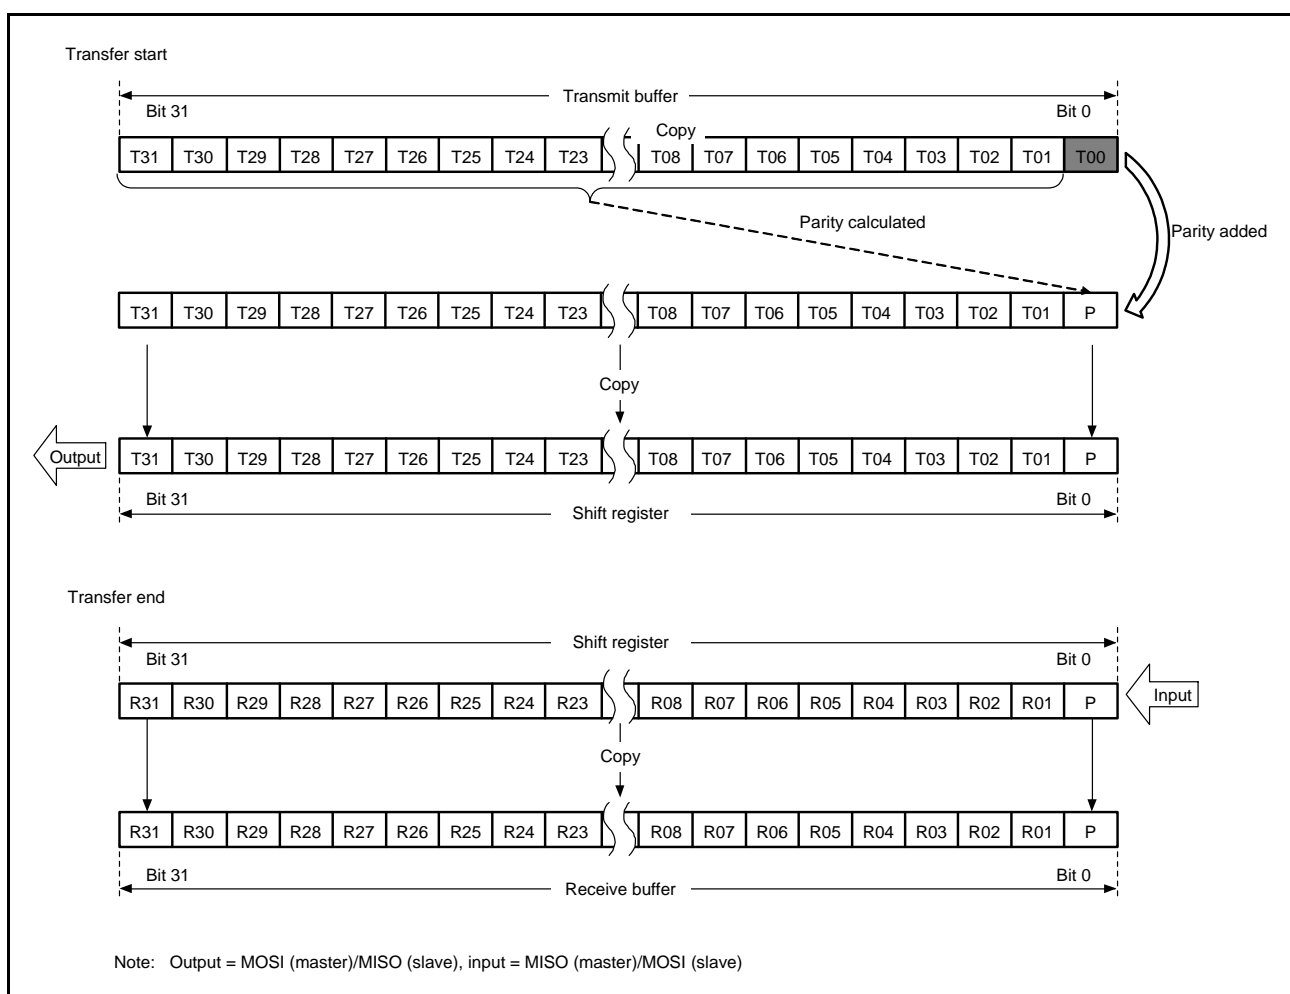 Transfer start
Transmit buffer
Bit 31 Bit 0
Copy
T31 T30 T29 T28 T27 T26 T25 T24 T23 T08 T07 T06 T05 T04 T03 T02 T01 T00
Parity calculated
Parity added
T31 T30 T29 T28 T27 T26 T25 T24 T23 T08 T07 T06 T05 T04 T03 T02 T01 P
Copy
Output T31 T30 T29 T28 T27 T26 T25 T24 T23 T08 T07 T06 T05 T04 T03 T02 T01 P
Bit 31 Bit 0
Shift register
Transfer end
Shift register
Bit 31 Bit 0
R31 R30 R29 R28 R27 R26 R25 R24 R23 R08 R07 R06 R05 R04 R03 R02 R01 P Input
Copy
R31 R30 R29 R28 R27 R26 R25 R24 R23 R08 R07 R06 R05 R04 R03 R02 R01 P
Bit 31 Bit 0
Receive buffer
Note: Output = MOSI (master)/MISO (slave), input = MISO (master)/MOSI (slave)